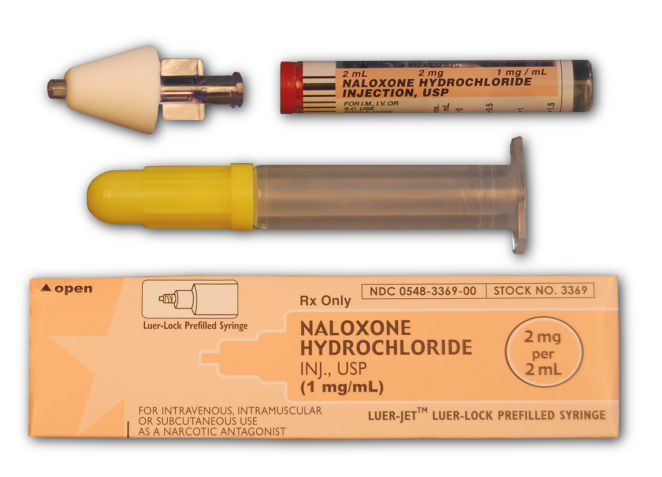 2 mL 2 mg 1 mg / mL
NALOXONE HYDROCHLORIDE
INJECTION, USP
FOR I.M., I.V. OR
S.C. USE
▲ open
Luer-Lock Prefilled Syringe
Rx Only
NDC 0548-3369-00 STOCK NO. 3369
NALOXONE
HYDROCHLORIDE
INJ., USP
(1 mg/mL)
2 mg
per
2 mL
FOR INTRAVENOUS, INTRAMUSCULAR
OR SUBCUTANEOUS USE
AS A NARCOTIC ANTAGONIST
LUER-JET™ LUER-LOCK PREFILLED SYRINGE